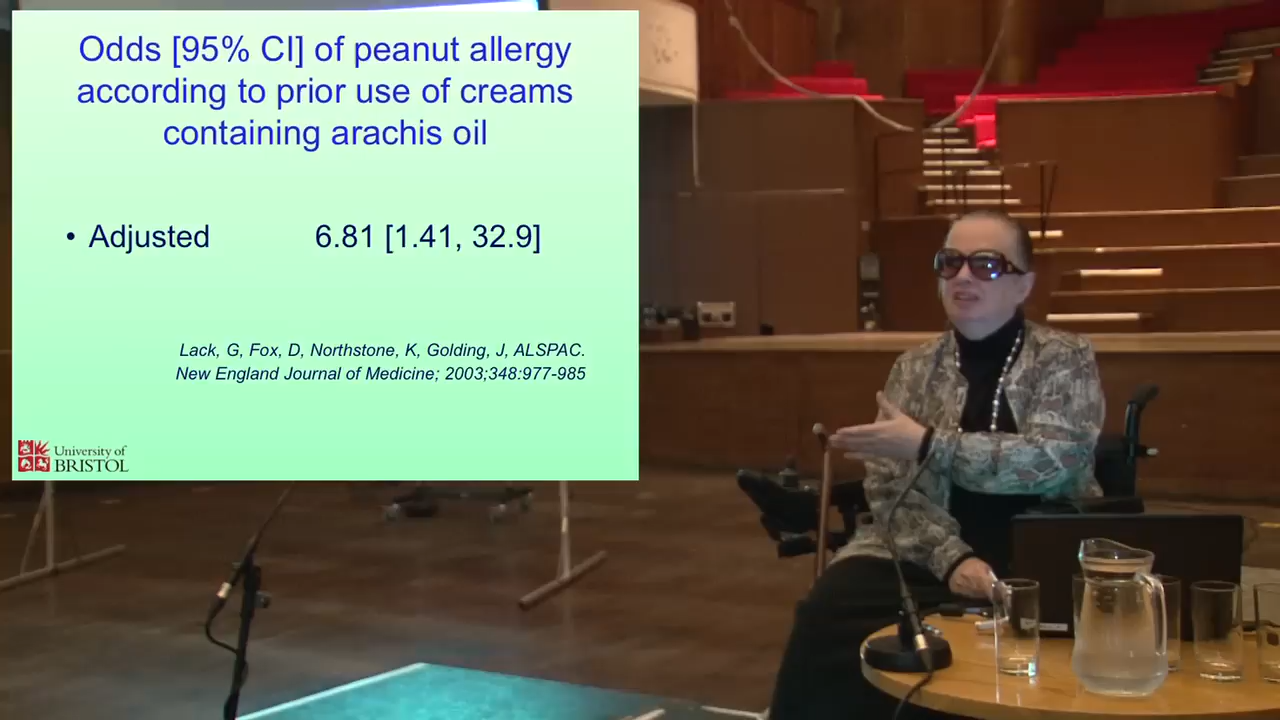 Odds [95% CI] of peanut allergy
according to prior use of creams
containing arachis oil
• Adjusted 6.81 [1.41, 32.9]
Lack, G, Fox, D, Northstone, K, Golding, J, ALSPAC.
New England Journal of Medicine; 2003;348:977-985
University of
BRISTOL